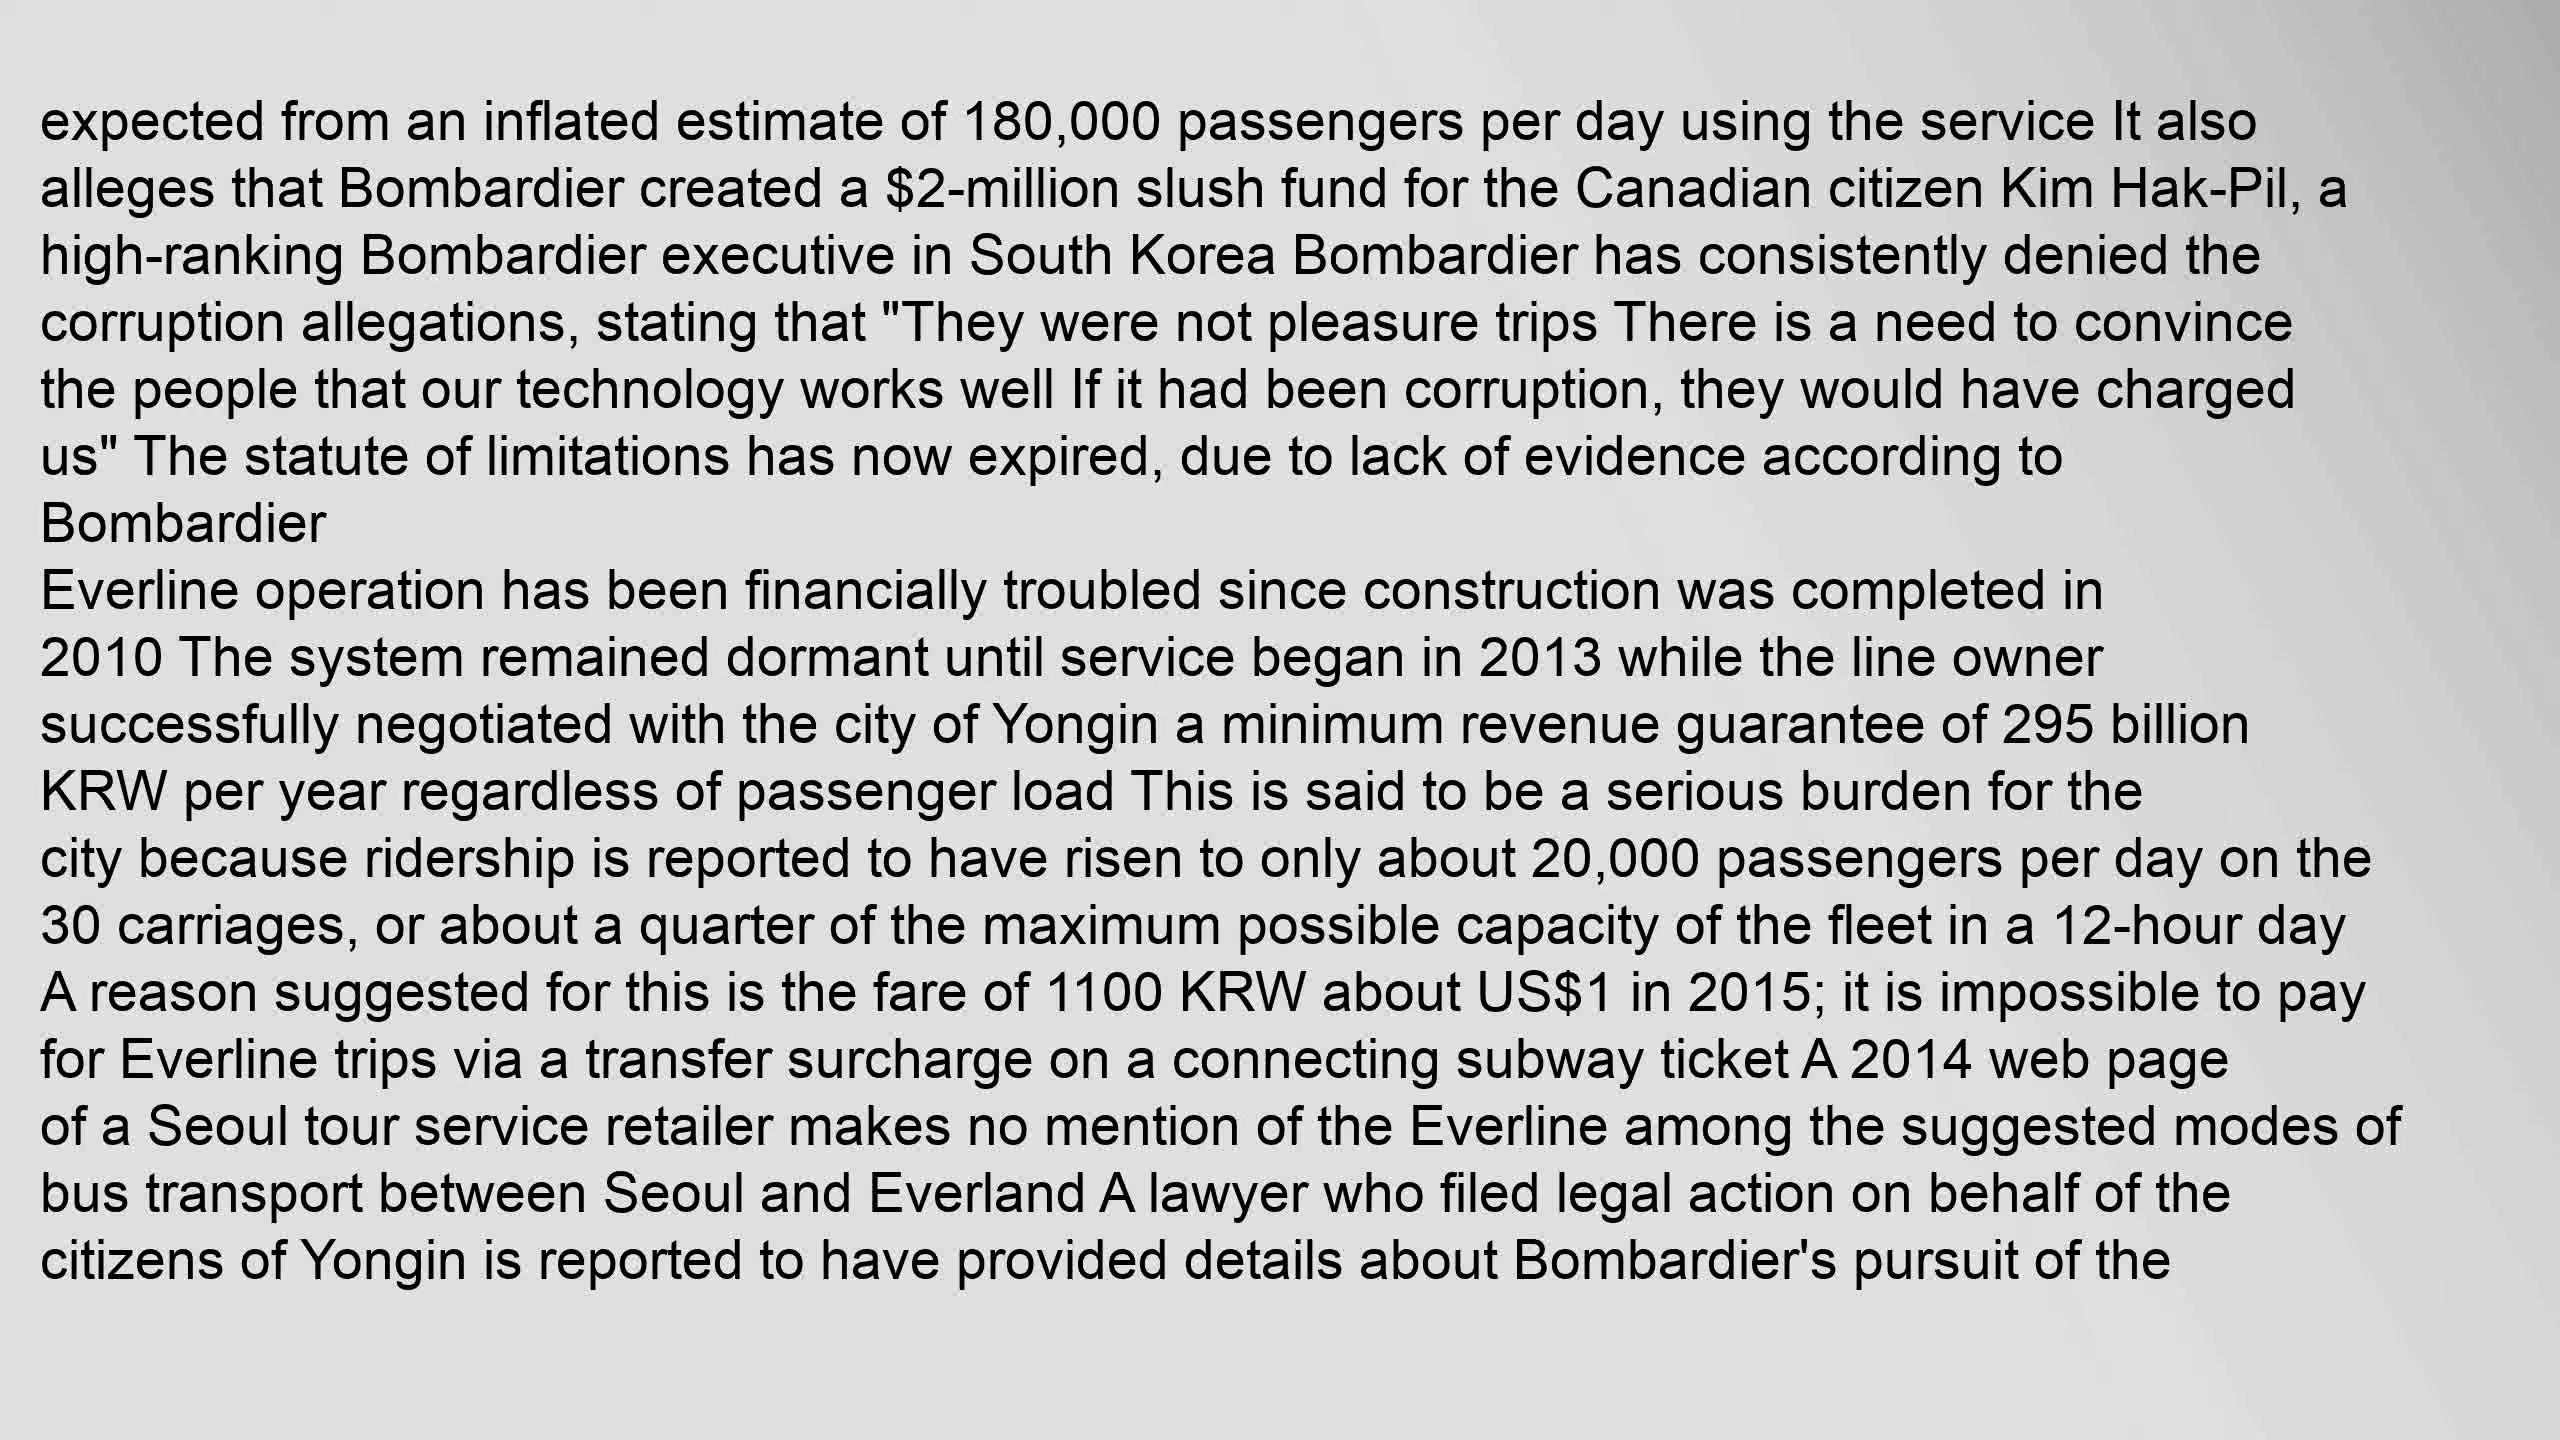 expected from an inflated estimate of 180,000 passengers per day using the service It also
alleges that Bombardier created a $2-million slush fund for the Canadian citizen Kim Hak-Pil, a
high-ranking Bombardier executive in South Korea Bombardier has consistently denied the
corruption allegations, stating that "They were not pleasure trips There is a need to convince
the people that our technology works well If it had been corruption, they would have charged
us" The statute of limitations has now expired, due to lack of evidence according to
Bombardier
Everline operation has been financially troubled since construction was completed in
2010 The system remained dormant until service began in 2013 while the line owner
successfully negotiated with the city of Yongin a minimum revenue guarantee of 295 billion
KRW per year regardless of passenger load This is said to be a serious burden for the
city because ridership is reported to have risen to only about 20,000 passengers per day on the
30 carriages, or about a quarter of the maximum possible capacity of the fleet in a 12-hour day
A reason suggested for this is the fare of 1100 KRW about US$1 in 2015; it is impossible to pay
for Everline trips via a transfer surcharge on a connecting subway ticket A 2014 web page
of a Seoul tour service retailer makes no mention of the Everline among the suggested modes of
bus transport between Seoul and Everland A lawyer who filed legal action on behalf of the
citizens of Yongin is reported to have provided details about Bombardier's pursuit of the